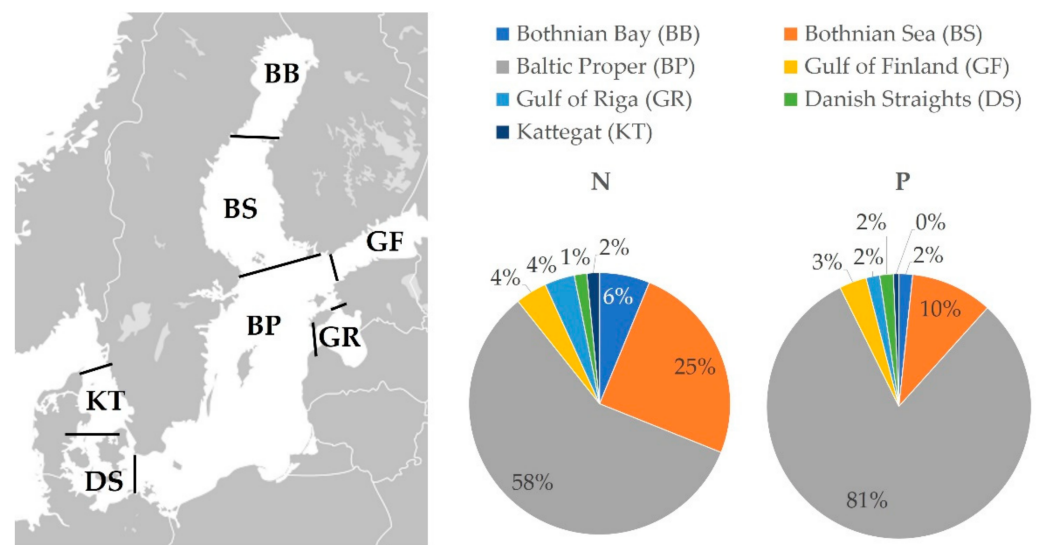 BB
BS
GF
BP
GR
KT
DS
Bothnian Bay (BB)
Bothnian Sea (BS)
Baltic Proper (BP)
Gulf of Finland (GF)
Gulf of Riga (GR)
Danish Straights (DS)
Kattegat (KT)
N
4%
4%
1%
2%
6%
25%
58%
P
3%
2%
2%
0%
2%
10%
81%